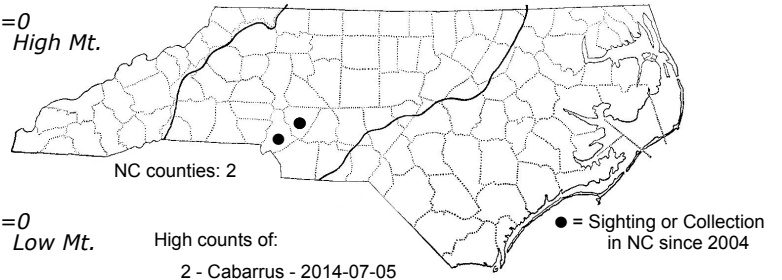 =0
High Mt.
NC counties: 2
=0
Low Mt.
High counts of:
2 - Cabarrus - 2014-07-05
● = Sighting or Collection
in NC since 2004